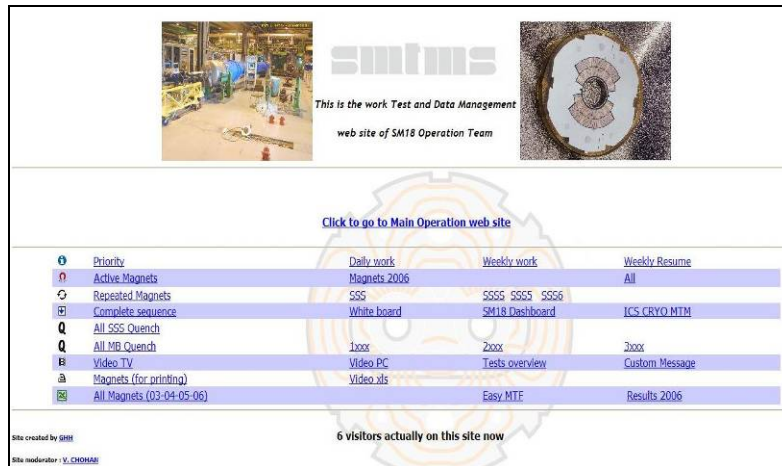 smtms
This is the work Test and Data Management
web site of SM18 Operation Team
Click to go to Main Operation web site
Priority Daily work Weekly work Weekly Resume
Active Magnets Magnets 2006 All
Repeated Magnets SSS SSS5 SSS5 SSS6
Complete sequence White board SM18 Dashboard ICS CRYO MTM
Q All SSS Quench
Q All MB Quench 1xxx 2xxx 3xxx
Video TV Video PC Tests overview Custom Message
Magnets (for printing) Video xls
All Magnets (03-04-05-06) Easy MTF Results 2006
Site created by GHH 6 visitors actually on this site now
Site moderator : V. CHOHAN